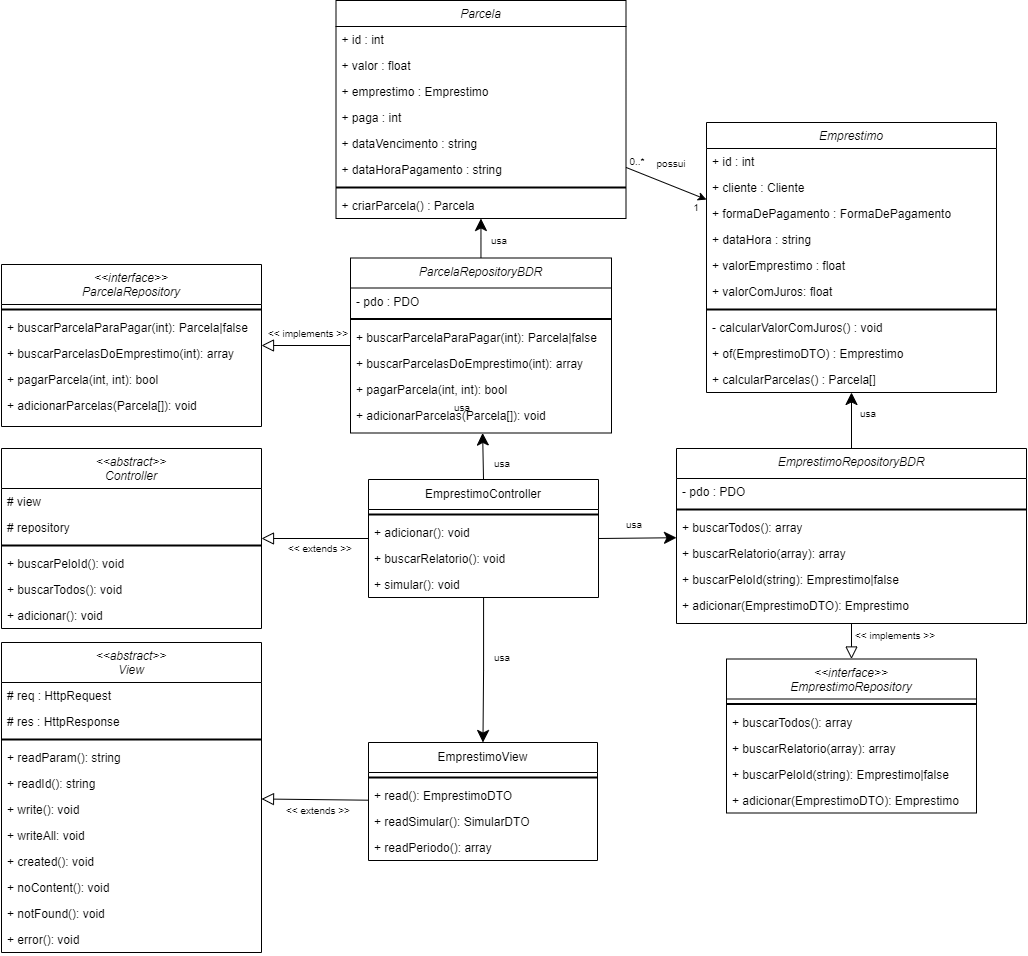 Parcela
+ id : int
+ valor : float
+ emprestimo : Emprestimo
+ paga : int
+ dataVencimento : string
+ dataHoraPagamento : string
+ criarParcela() : Parcela
0..*
possui
1
Emprestimo
+ id : int
+ cliente : Cliente
+ formaDePagamento : FormaDePagamento
+ dataHora : string
+ valorEmprestimo : float
+ valorComJuros: float
- calcularValorComJuros() : void
+ of(EmprestimoDTO) : Emprestimo
+ calcularParcelas() : Parcela[]
usa
<<interface>>
ParcelaRepository
+ buscarParcelaParaPagar(int): Parcela|false
+ buscarParcelasDoEmprestimo(int): array
+ pagarParcela(int, int): bool
+ adicionarParcelas(Parcela[]): void
<< implements >>
ParcelaRepositoryBDR
- pdo : PDO
+ buscarParcelaParaPagar(int): Parcela|false
+ buscarParcelasDoEmprestimo(int): array
+ pagarParcela(int, int): bool
usa
+ adicionarParcelas(Parcela[]): void
usa
usa
<<abstract>>
Controller
# view
# repository
+ buscarPeloId(): void
+ buscarTodos(): void
+ adicionar(): void
<< extends >>
EmprestimoController
+ adicionar(): void
+ buscarRelatorio(): void
+ simular(): void
usa
EmprestimoRepositoryBDR
- pdo : PDO
+ buscarTodos(): array
+ buscarRelatorio(array): array
+ buscarPeloId(string): Emprestimo|false
+ adicionar(EmprestimoDTO): Emprestimo
<< implements >>
usa
<<interface>>
EmprestimoRepository
+ buscarTodos(): array
+ buscarRelatorio(array): array
+ buscarPeloId(string): Emprestimo|false
+ adicionar(EmprestimoDTO): Emprestimo
<<abstract>>
View
# req : HttpRequest
# res : HttpResponse
+ readParam(): string
+ readId(): string
+ write(): void
+ writeAll: void
+ created(): void
+ noContent(): void
+ notFound(): void
+ error(): void
<< extends >>
EmprestimoView
+ read(): EmprestimoDTO
+ readSimular(): SimularDTO
+ readPeriodo(): array